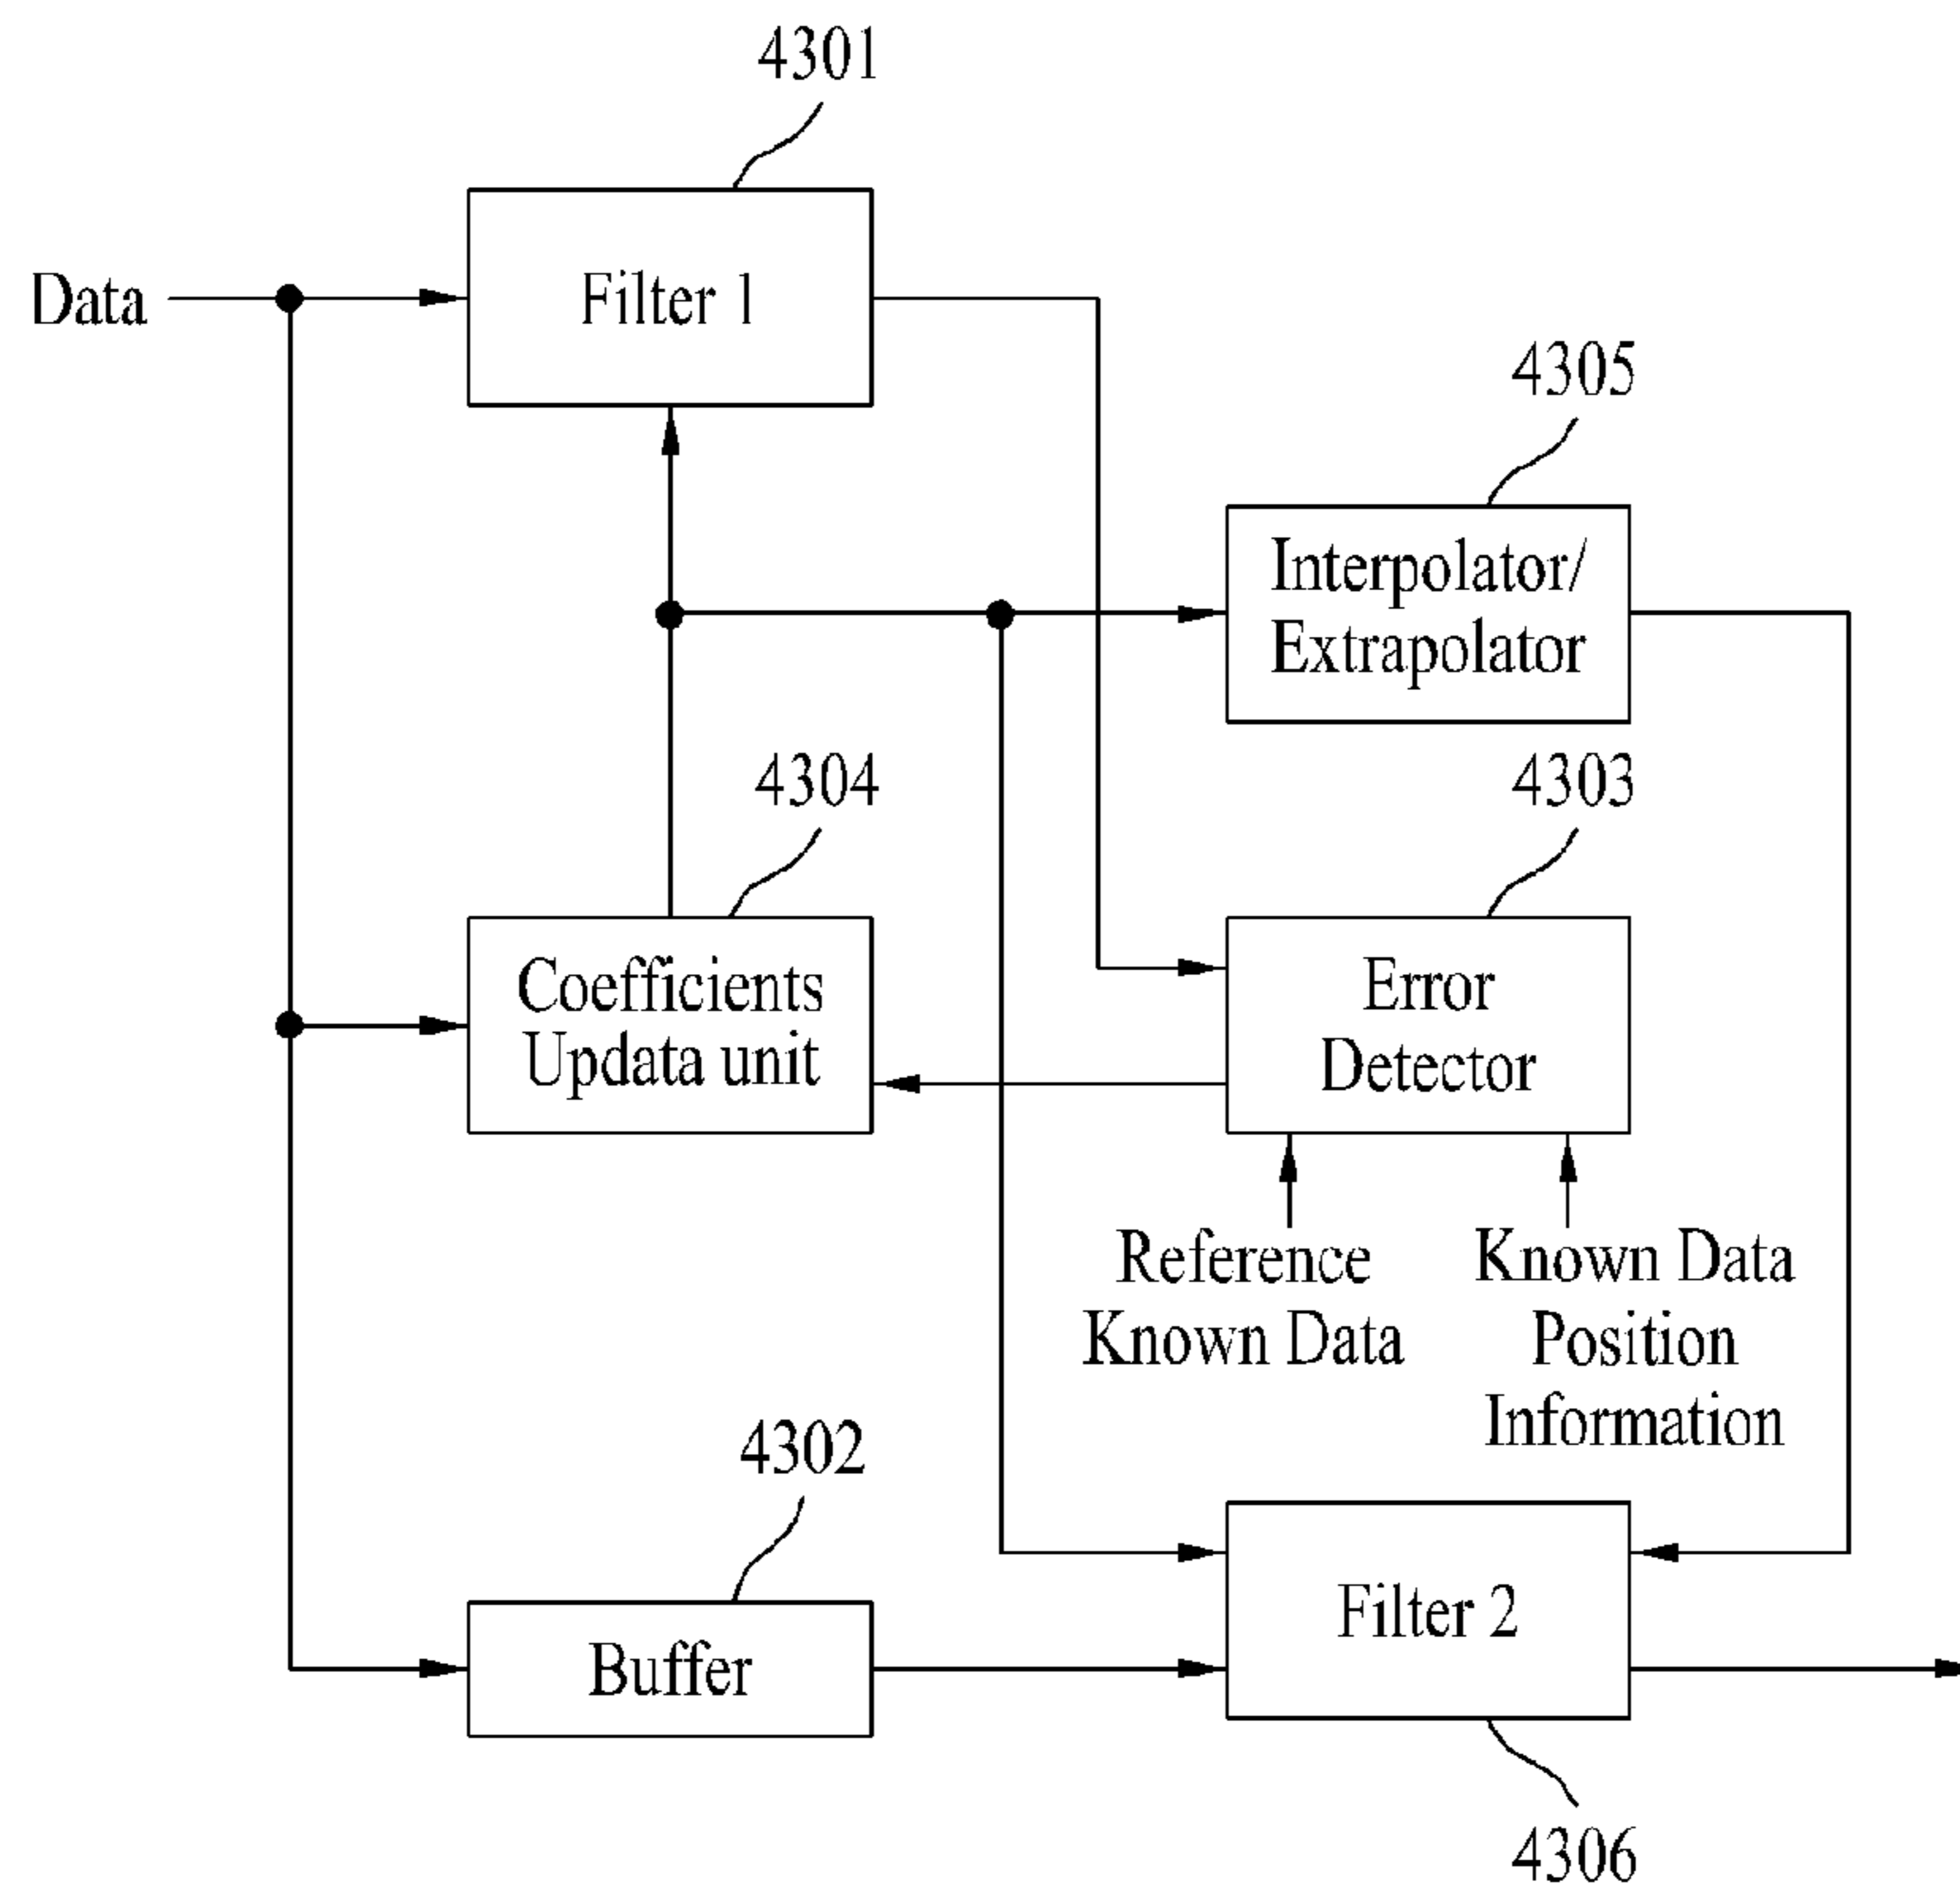 4301
Data
Filter 1
4305
Interpolator/
Extrapolator
4304
4303
Coefficients
Updata unit
Error
Detector
Reference
Known Data
Known Data
Position
Information
4302
Buffer
Filter 2
4306